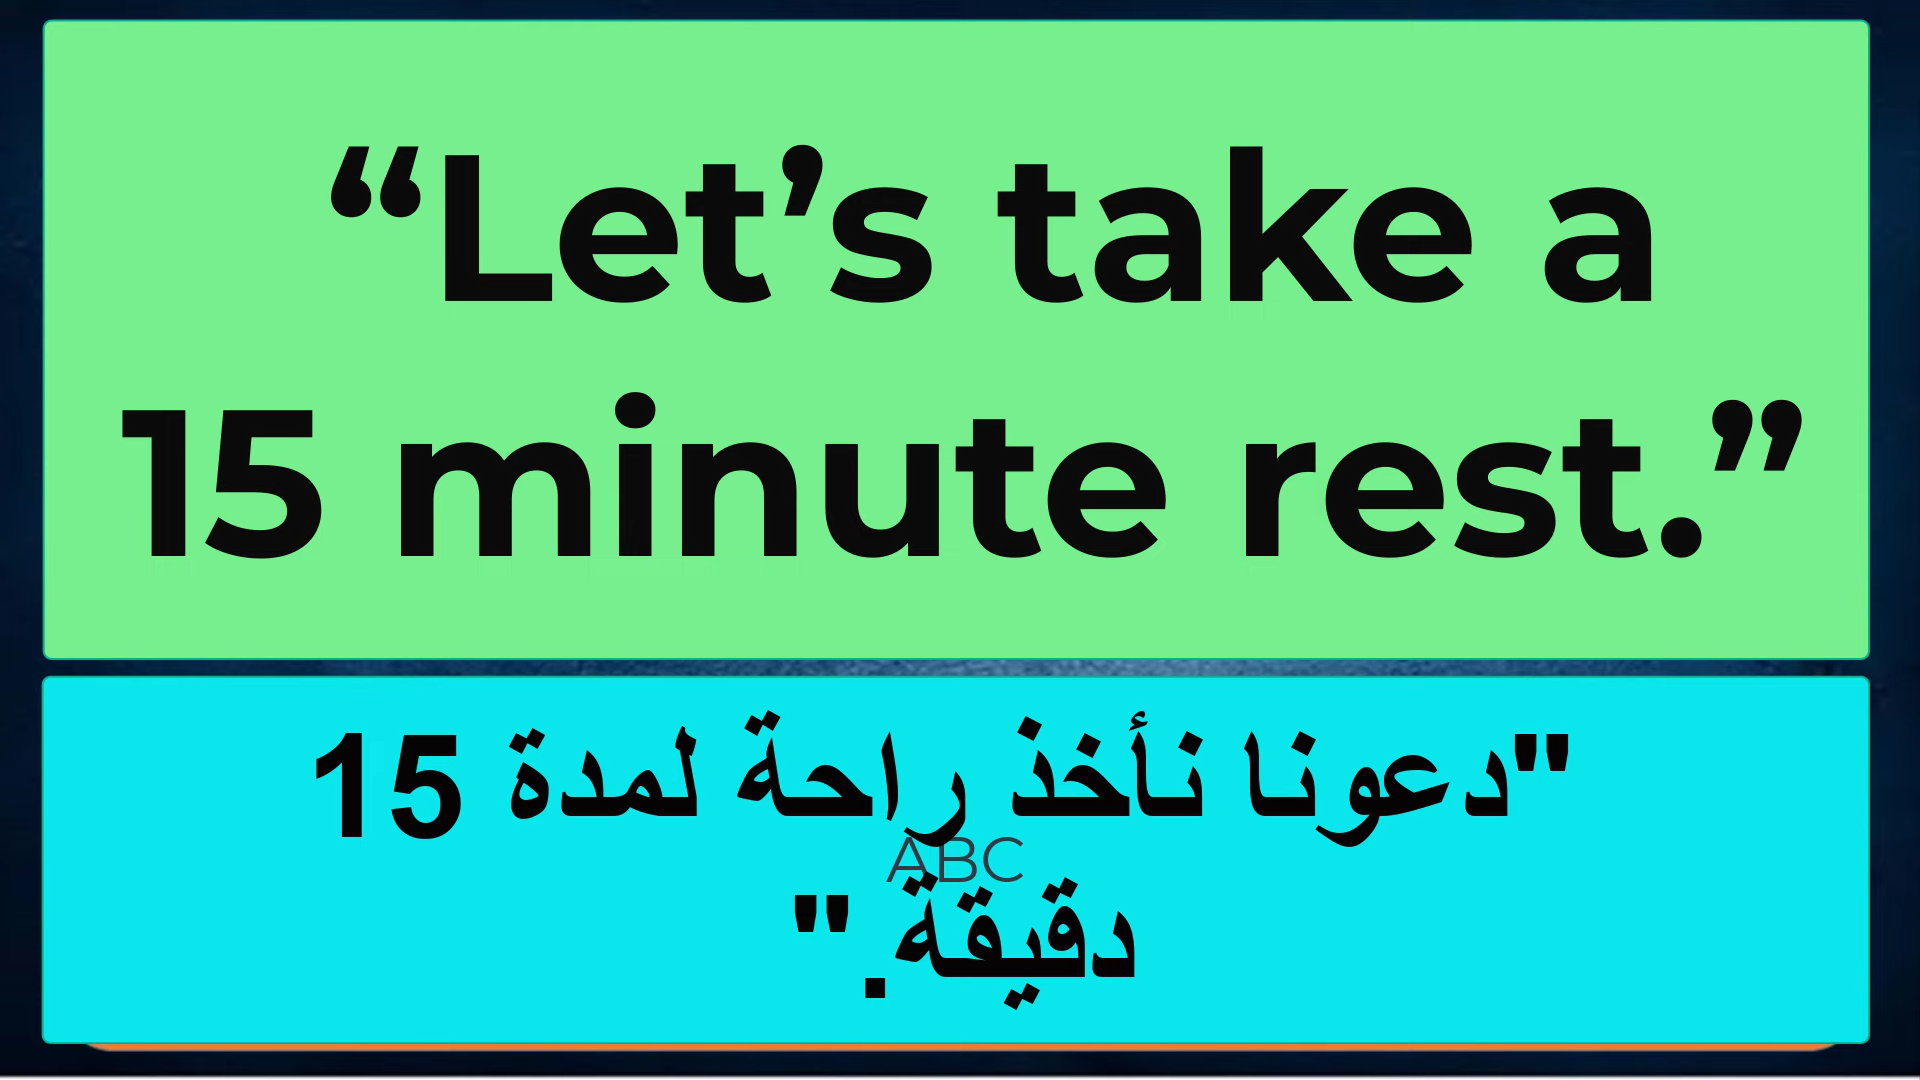 “Let’s take a
15 minute rest.”
"دعونا نأخذ راحة لمدة 15
ABC
دقيقة."